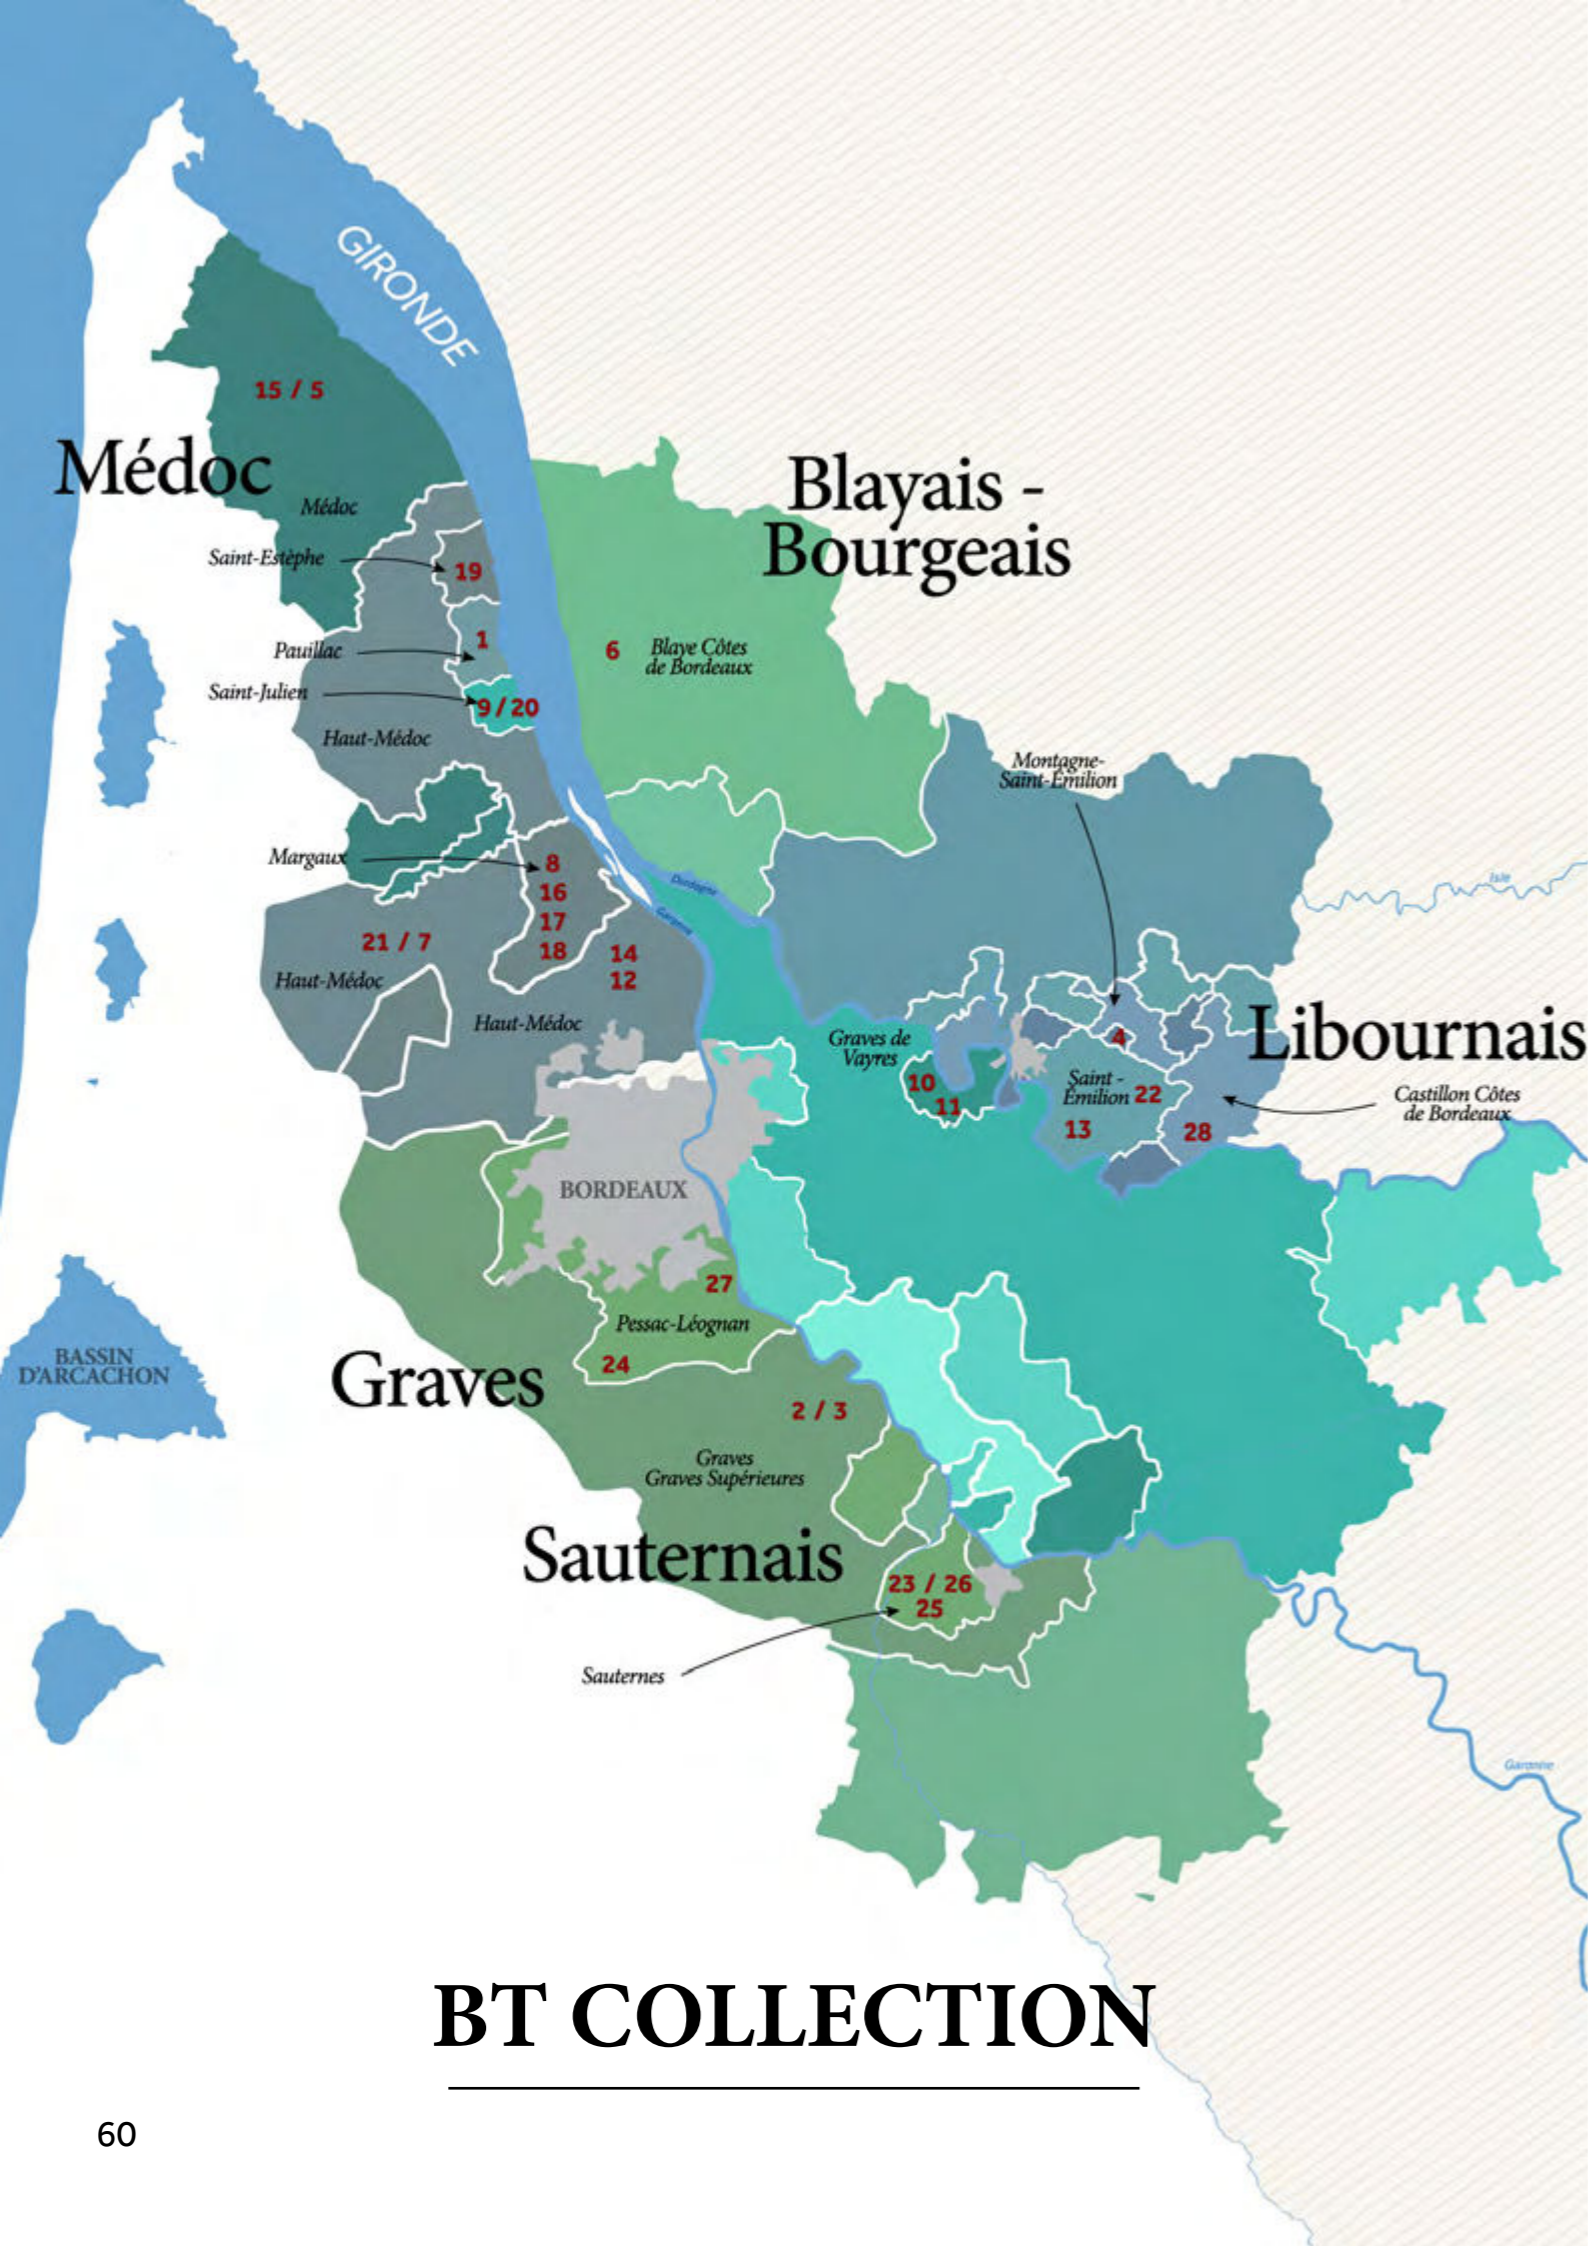 GIRONDE
15 / 5
Médoc
Médoc
Blayais -
Bourgeais
Saint-Estèphe
19
1
Pauillac
6
Blaye Côtes
de Bordeaux
Saint-Julien
9 / 20
Haut-Médoc
Montagne-
Saint-Émilion
Margaux
8
16
17
18
Dordogne
Garonne
Isle
21 / 7
14
12
Haut-Médoc
Haut-Médoc
Graves de
Vayres
4
Libournais
10
11
Saint -
Émilion
22
13
28
Castillon Côtes
de Bordeaux
BORDEAUX
27
Pessac-Léognan
24
BASSIN
D'ARCACHON
Graves
2 / 3
Graves
Graves Supérieures
Sauternais
23 / 26
25
Sauternes
Garonne
BT COLLECTION
60